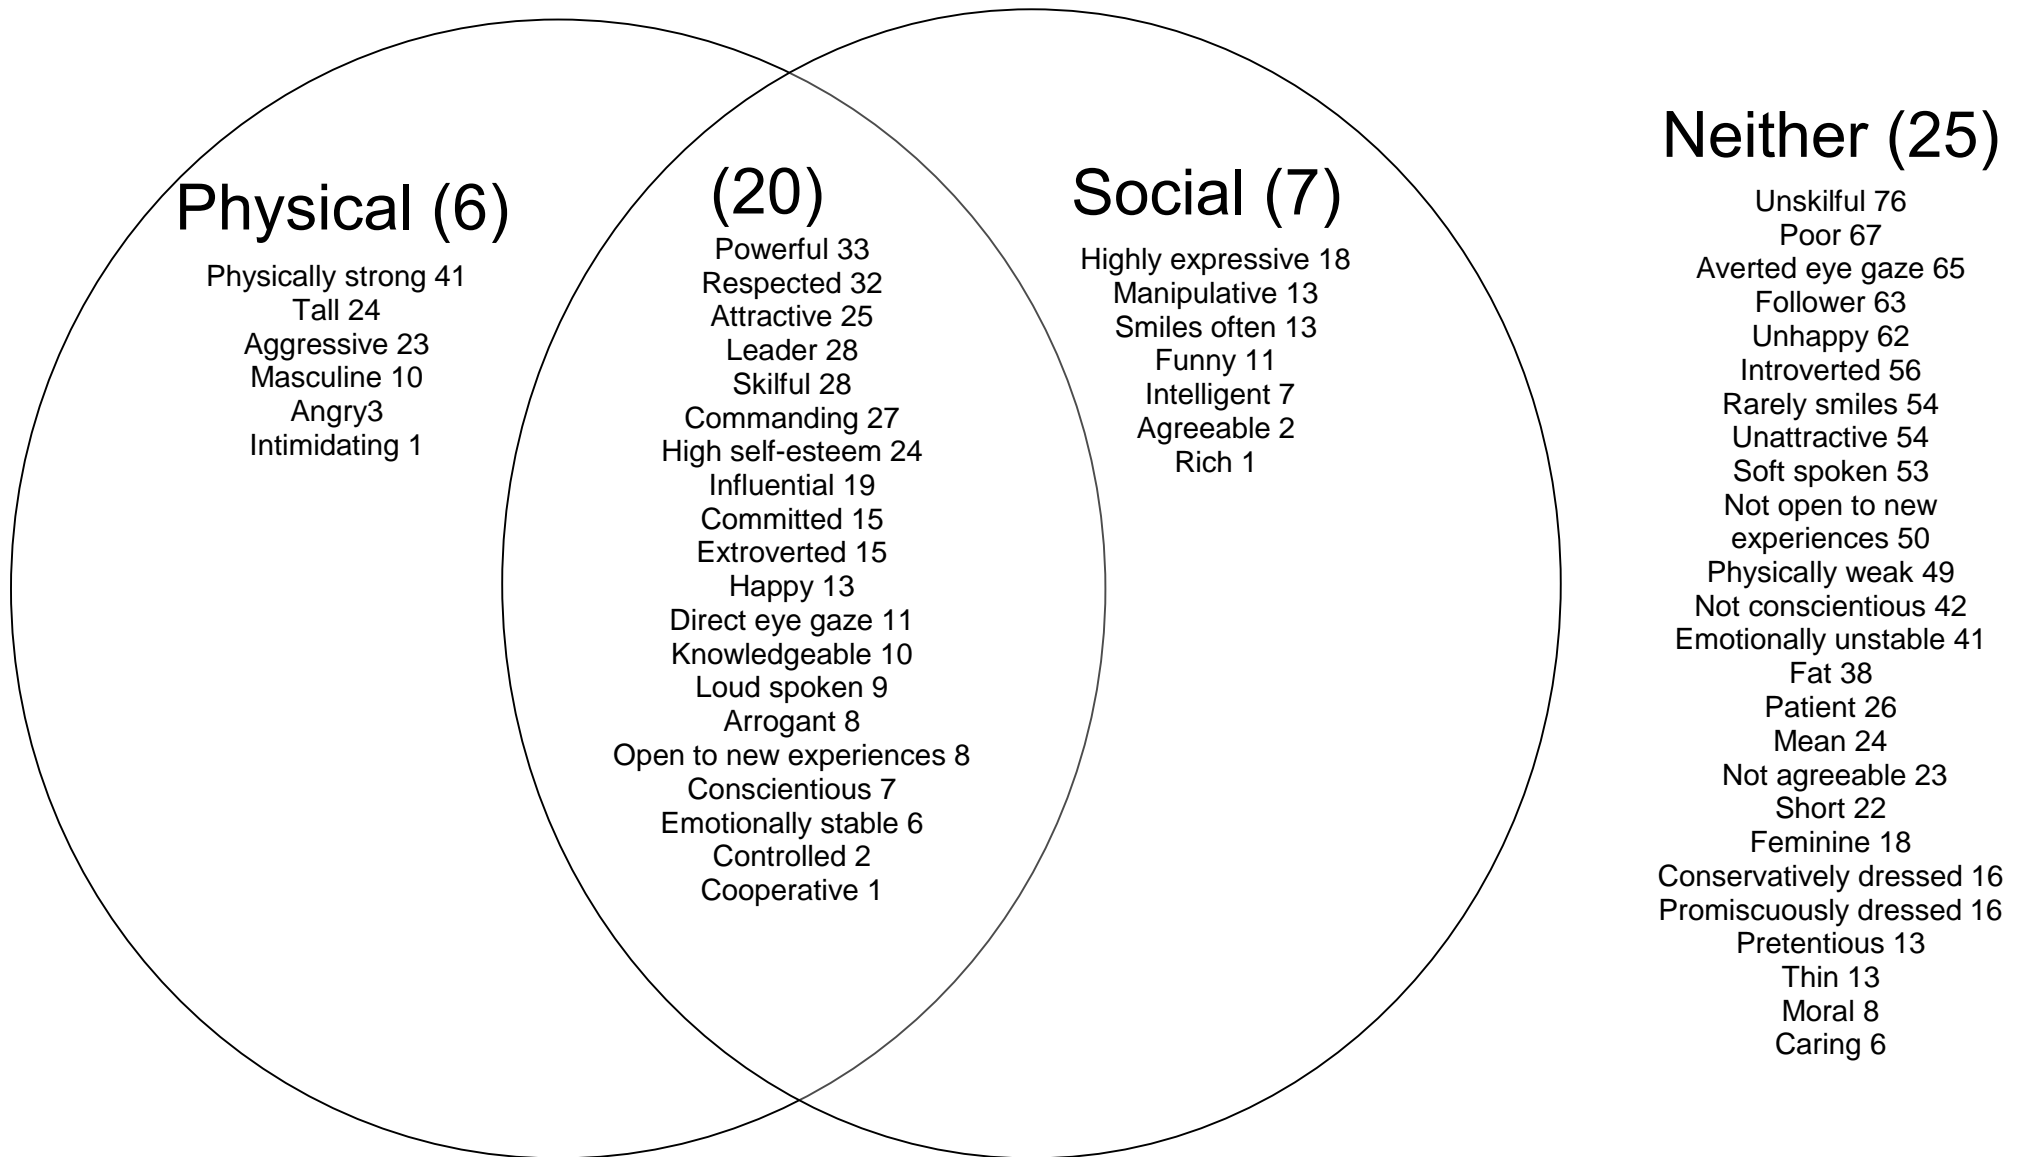 Physical (6)
Physically strong 41
Tall 24
Aggressive 23
Masculine 10
Angry3
Intimidating 1
(20)
Powerful 33
Respected 32
Attractive 25
Leader 28
Skilful 28
Commanding 27
High self-esteem 24
Influential 19
Committed 15
Extroverted 15
Happy 13
Direct eye gaze 11
Knowledgeable 10
Loud spoken 9
Arrogant 8
Open to new experiences 8
Conscientious 7
Emotionally stable 6
Controlled 2
Cooperative 1
Social (7)
Highly expressive 18
Manipulative 13
Smiles often 13
Funny 11
Intelligent 7
Agreeable 2
Rich 1
Neither (25)
Unskilful 76
Poor 67
Averted eye gaze 65
Follower 63
Unhappy 62
Introverted 56
Rarely smiles 54
Unattractive 54
Soft spoken 53
Not open to new
experiences 50
Physically weak 49
Not conscientious 42
Emotionally unstable 41
Fat 38
Patient 26
Mean 24
Not agreeable 23
Short 22
Feminine 18
Conservatively dressed 16
Promiscuously dressed 16
Pretentious 13
Thin 13
Moral 8
Caring 6